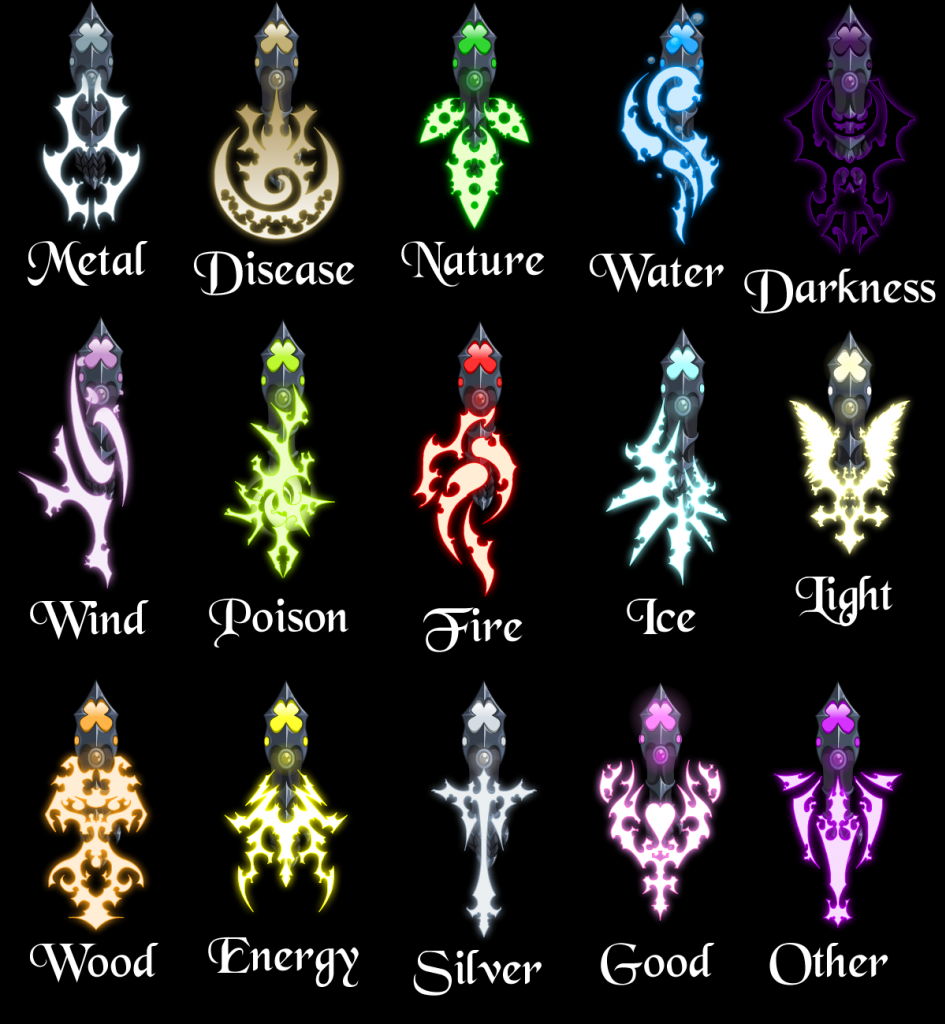 Metal
Disease
Nature
Water
Darkness
Wind
Poison
Fire
Ice
Light
Wood
Energy
Silver
Good
Other